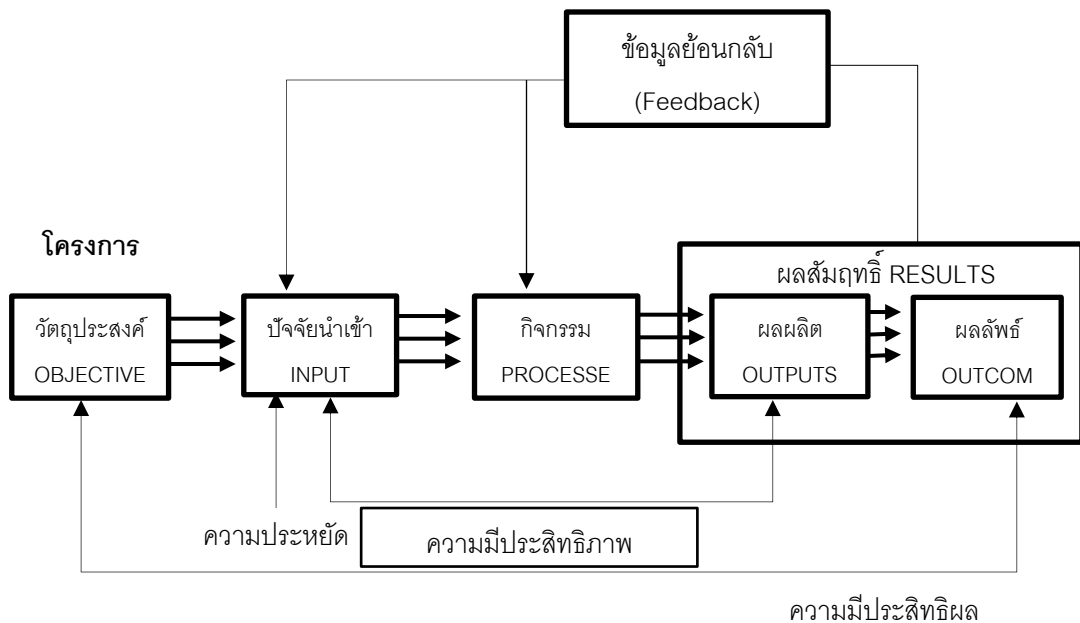 ข้อมูลย้อนกลับ
(Feedback)
โครงการ
ผลสัมฤทธิ์ RESULTS
วัตถุประสงค์
OBJECTIVE
ปัจจัยนำเข้า
INPUT
กิจกรรม
PROCESSE
ผลผลิต
OUTPUTS
ผลลัพธ์
OUTCOM
ความประหยัด
ความมีประสิทธิภาพ
ความมีประสิทธิผล